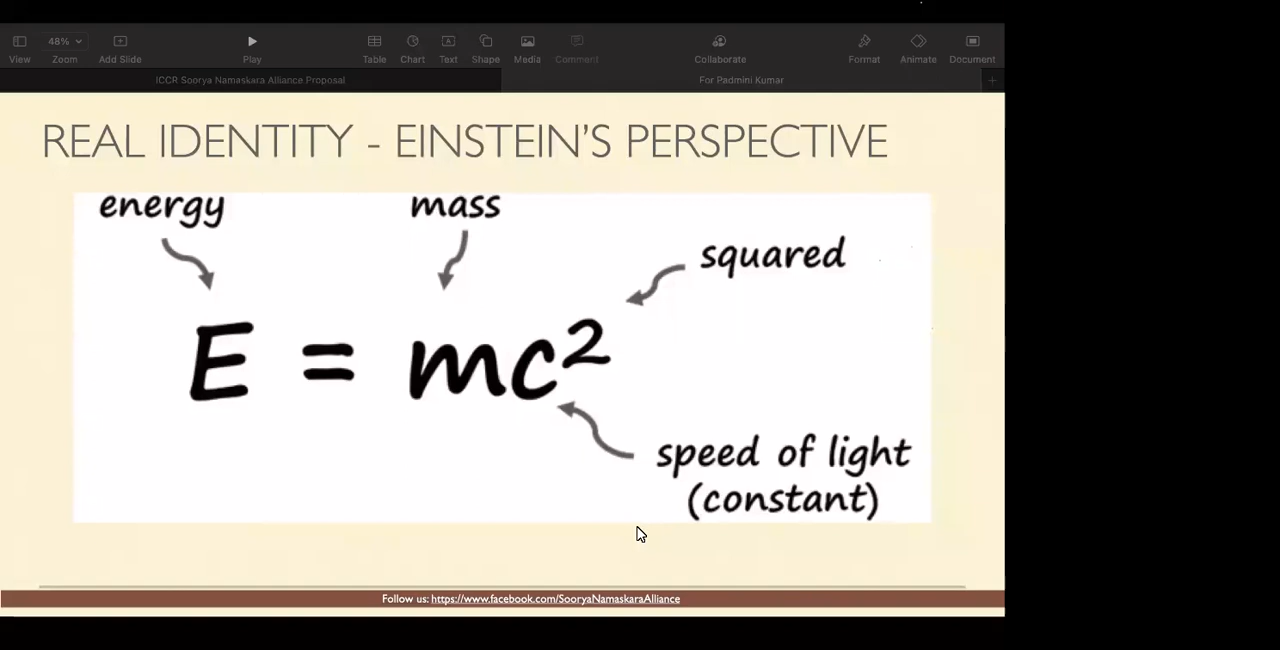 48%
View Zoom Add Slide Play Table Chart Text Shape Media Comment Collaborate Format Animate Document
ICCR Soorya Namaskara Alliance Proposal For Padmini Kumar
REAL IDENTITY - EINSTEIN'S PERSPECTIVE
energy mass
squared
E = mc²
speed of light
(constant)
Follow us: https://www.facebook.com/SooryaNamaskaraAlliance